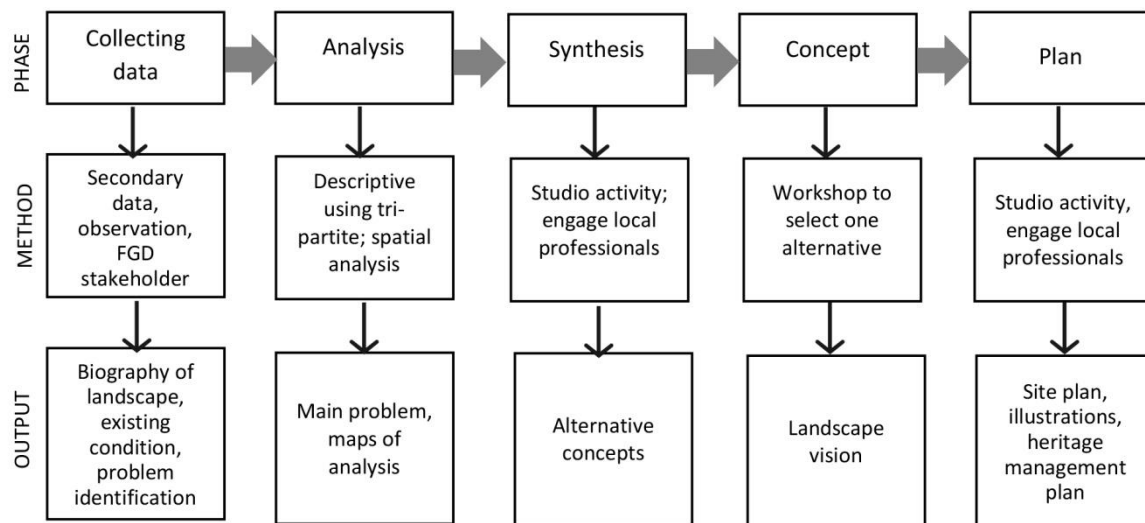 PHASE
Collecting
data
Analysis
Synthesis
Concept
Plan
METHOD
Secondary
data,
observation,
FGD
stakeholder
Descriptive
using tri-
partite; spatial
analysis
Studio activity;
engage local
professionals
Workshop to
select one
alternative
Studio activity,
engage local
professionals
OUTPUT
Biography of
landscape,
existing
condition,
problem
identification
Main problem,
maps of
analysis
Alternative
concepts
Landscape
vision
Site plan,
illustrations,
heritage
management
plan